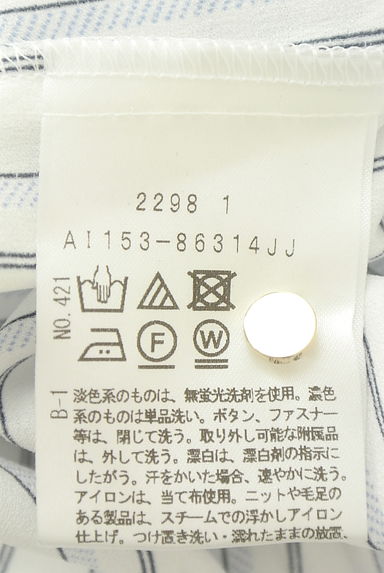 2298 1
AI153-86314JJ
NO.421
F
W
B-1
淡色系のものは、無蛍光洗剤を使用。濃色
系のものは単品洗い。ボタン、ファスナー
等は、閉じて洗う。取り外し可能な附属品
は、外して洗う。漂白は、漂白剤の指示に
したがう。汗をかいた場合、速やかに洗う。
アイロンは、当て布使用。ニットや毛足の
ある製品は、スチームでの浮かしアイロン
仕上げ。つけ置き洗い・濡れたままの放置、